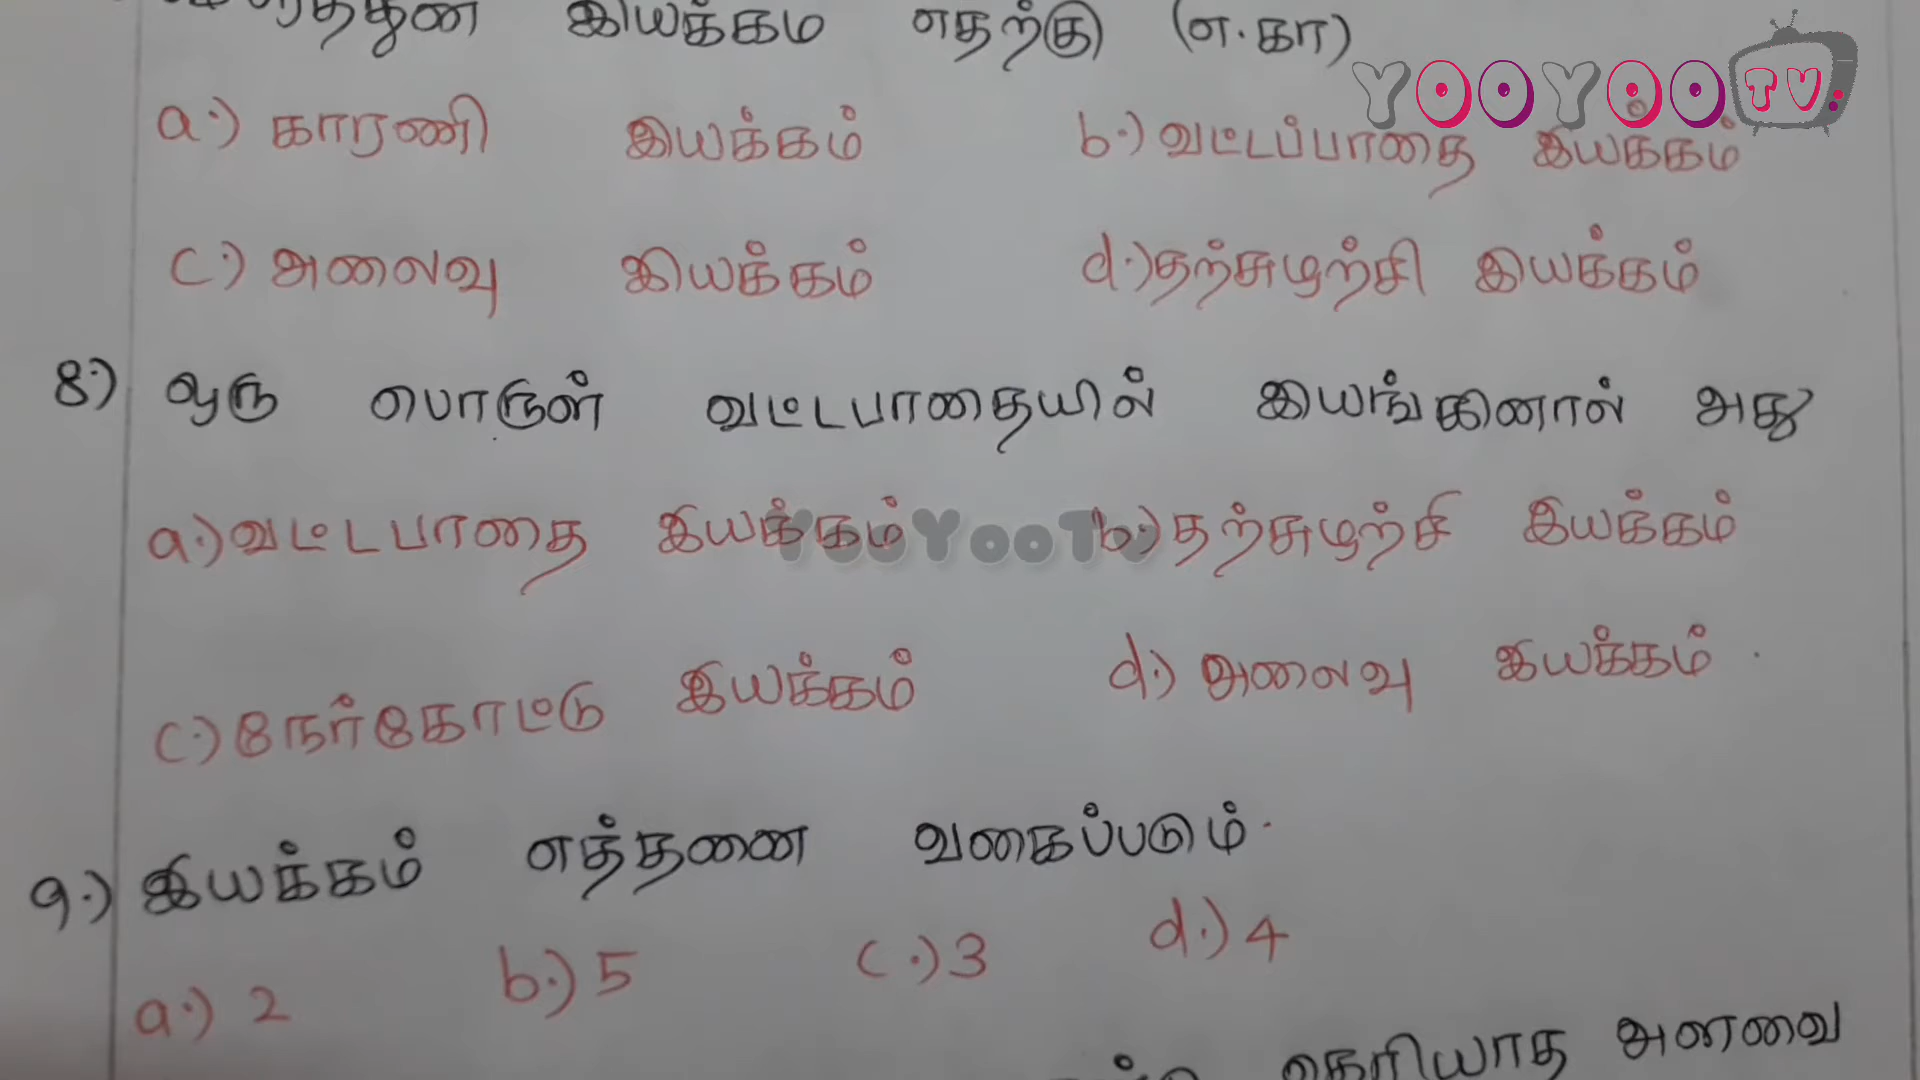 இயக்கம எதற்கு (எ.கா)
YOOYOO TV
a.) காரணி இயக்கம் b.) வட்டப்பாதை இயக்கம்
c.) அலைவு இயக்கம் d.) தற்சுழற்சி இயக்கம்
8.) ஒரு பொருள் வட்டபாதையில் இயங்கினால் அது
a.) வட்டபாதை இயக்கம் b.) தற்சுழற்சி இயக்கம்
YooYooTv
c.) நேர்கோட்டு இயக்கம் d.) அலைவு இயக்கம்
9.) இயக்கம் எத்தனை வகைப்படும்.
a.) 2 b.) 5 c.) 3 d.) 4
தெரியாத அளவை